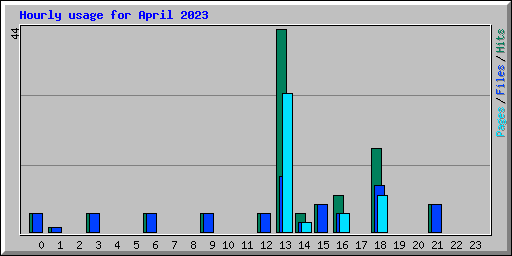 Hourly usage for April 2023
44
Pages/Files/Hits
0 1 2 3 4 5 6 7 8 9 10 11 12 13 14 15 16 17 18 19 20 21 22 23